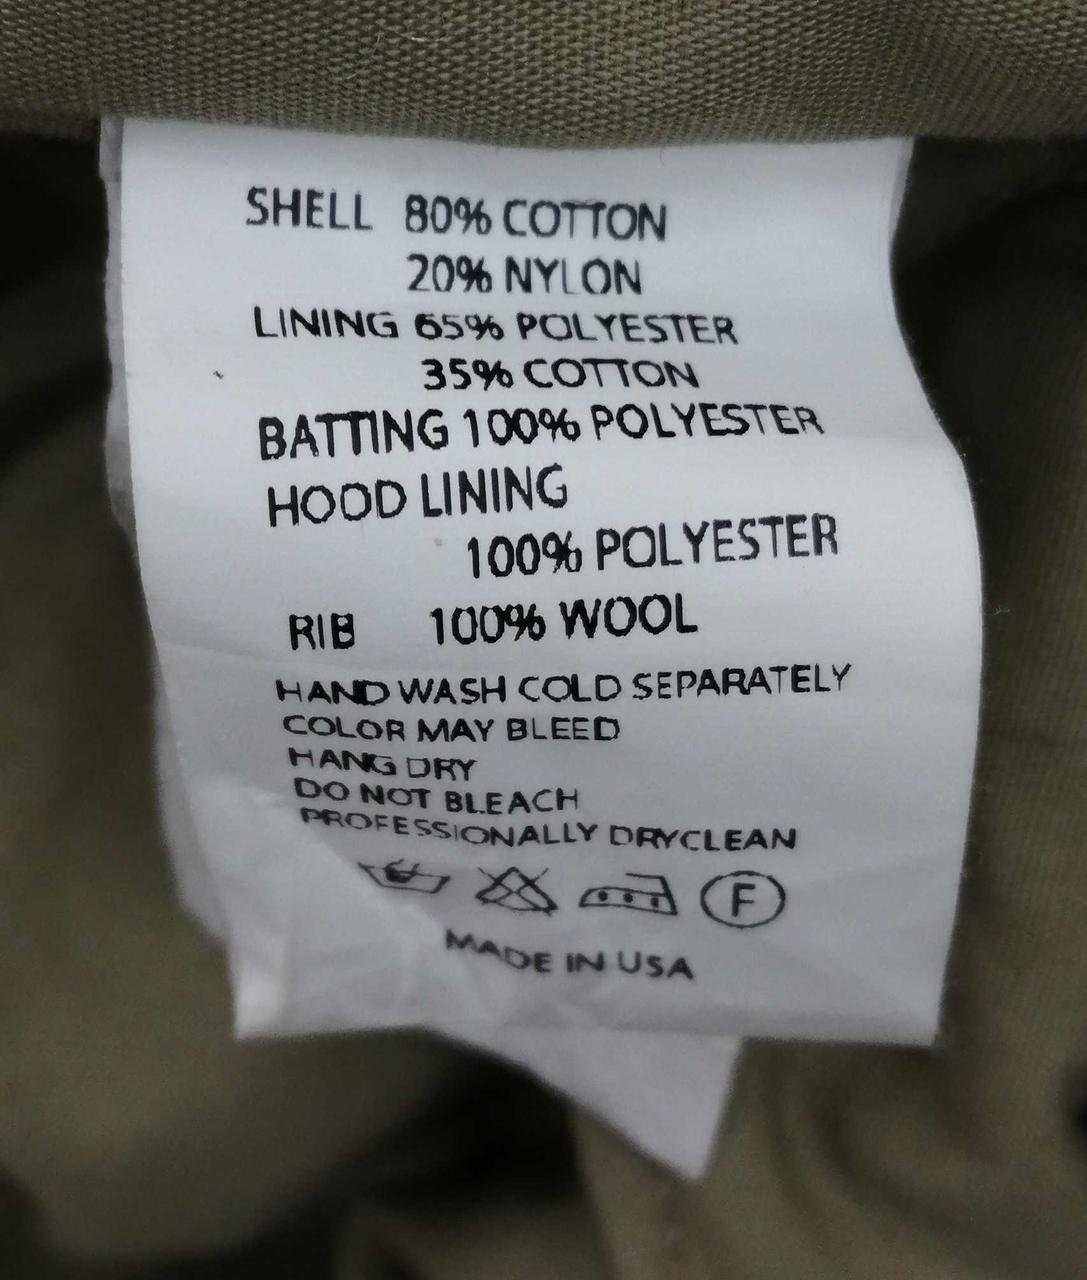 SHELL 80% COTTON
20% NYLON
LINING 65% POLYESTER
35% COTTON
BATTING 100% POLYESTER
HOOD LINING
100% POLYESTER
RIB 100% WOOL
HAND WASH COLD SEPARATELY
COLOR MAY BLEED
HANG DRY
DO NOT BLEACH
PROFESSIONALLY DRYCLEAN
F
MADE IN USA